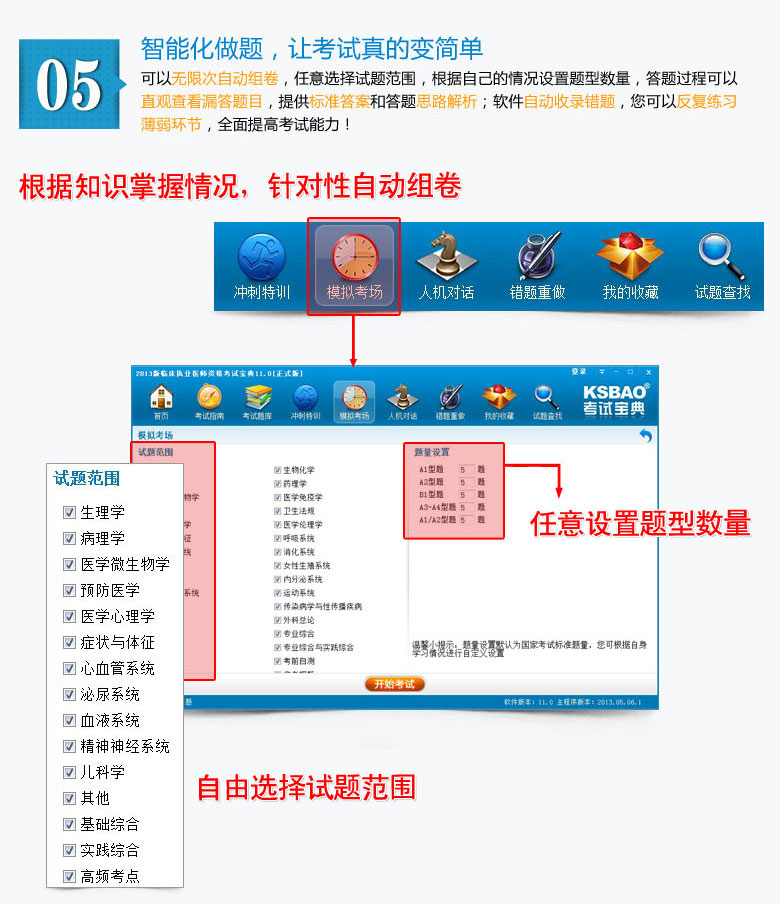 05
智能化做题，让考试真的变简单
可以无限次自动组卷，任意选择试题范围，根据自己的情况设置题型数量，答题过程可以
直观查看漏答题目，提供标准答案和答题思路解析；软件自动收录错题，您可以反复练习
薄弱环节，全面提高考试能力！
根据知识掌握情况，针对性自动组卷
冲刺特训 模拟考场 人机对话 错题重做 我的收藏 试题查找
2013版临床执业医师资格考试宝典11.0[正式版] 登录
首页 考试指南 考试题库 冲刺特训 模拟考场 人机对话 错题重做 我的收藏 试题查找
KSBAO®
考试宝典
模拟考场
试题范围
题量设置
试题范围
生理学
病理学
医学微生物学
预防医学
医学心理学
症状与体征
心血管系统
泌尿系统
血液系统
精神神经系统
儿科学
其他
基础综合
实践综合
高频考点
物学
学
征
统
系统
生物化学
药理学
医学免疫学
卫生法规
医学伦理学
呼吸系统
消化系统
女性生殖系统
内分泌系统
运动系统
传染病学与性传播疾病
外科总论
专业综合
专业综合与实践综合
考前自测
A1型题 5 题
A2型题 5 题
B1型题 5 题
A3-A4型题 5 题
A1/A2型题 5 题
任意设置题型数量
温馨小提示：题量设置默认为国家考试标准题量，您可根据自身
学习情况进行自定义设置
开始考试
软件版本：11.0 主程序版本：2013.05.06.1
自由选择试题范围